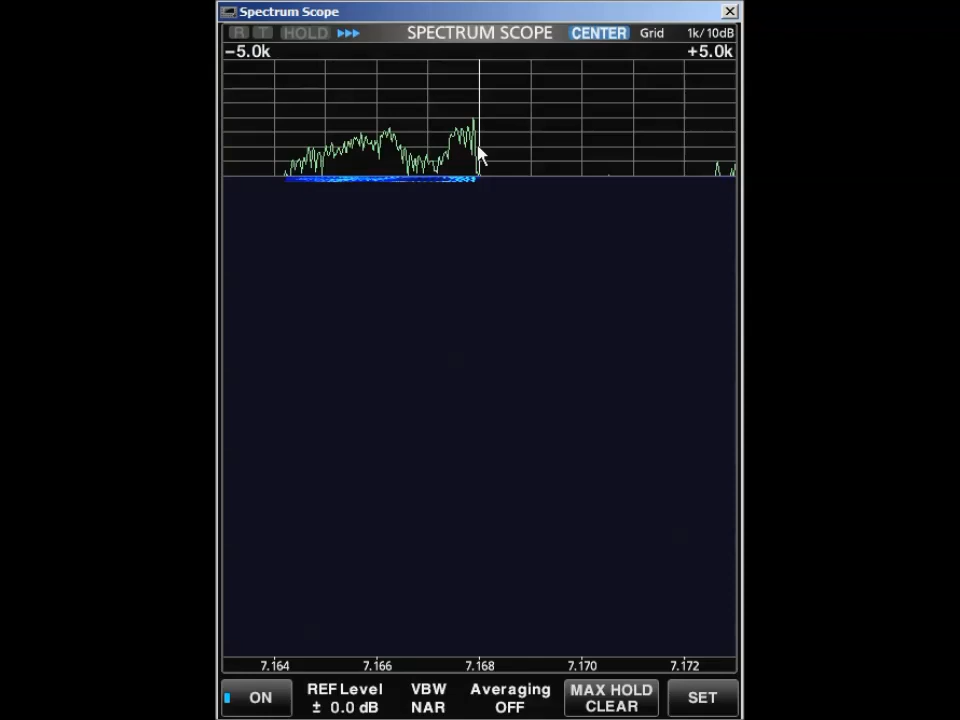 Spectrum Scope
R T HOLD SPECTRUM SCOPE CENTER Grid 1k/10dB
−5.0k +5.0k
7.164 7.166 7.168 7.170 7.172
ON REF Level ± 0.0 dB VBW NAR Averaging OFF MAX HOLD CLEAR SET